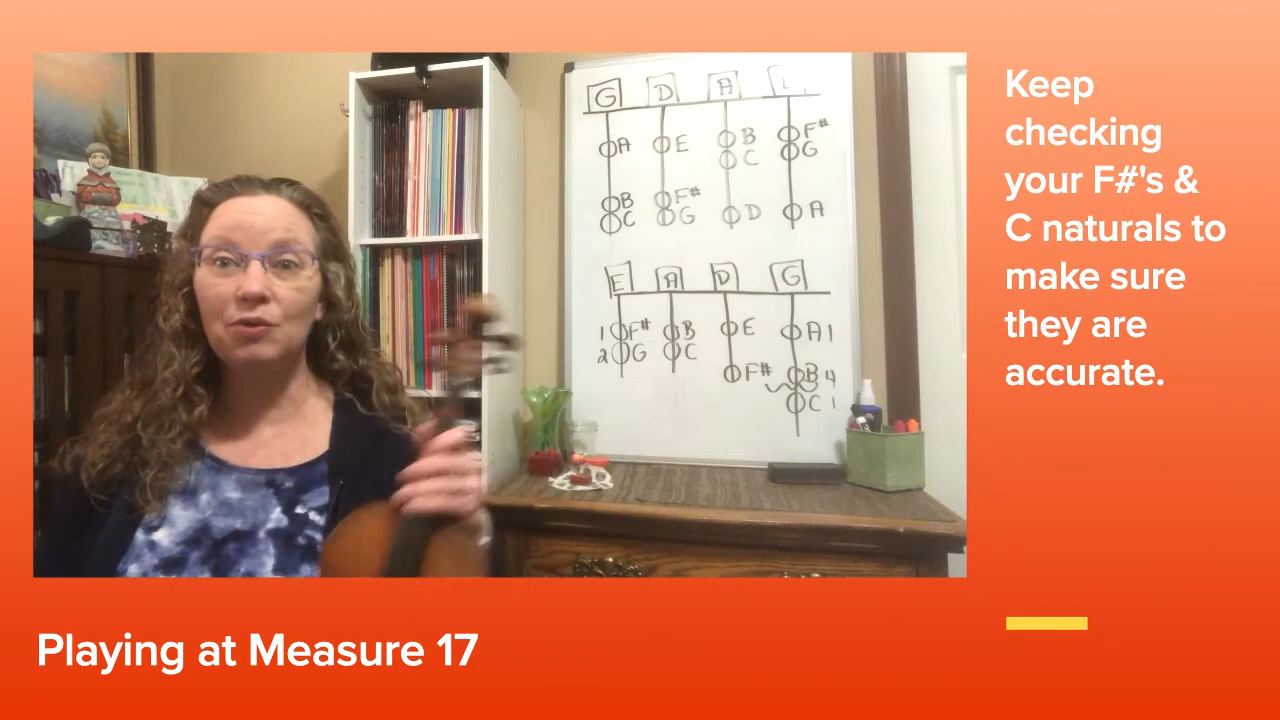 Keep
checking
your F#'s &
C naturals to
make sure
they are
accurate.
G D A
A E B F#
C G
B F#
C G D A
E A D G
1 F# B E A 1
2 G C
F# B 4
C 1
Playing at Measure 17